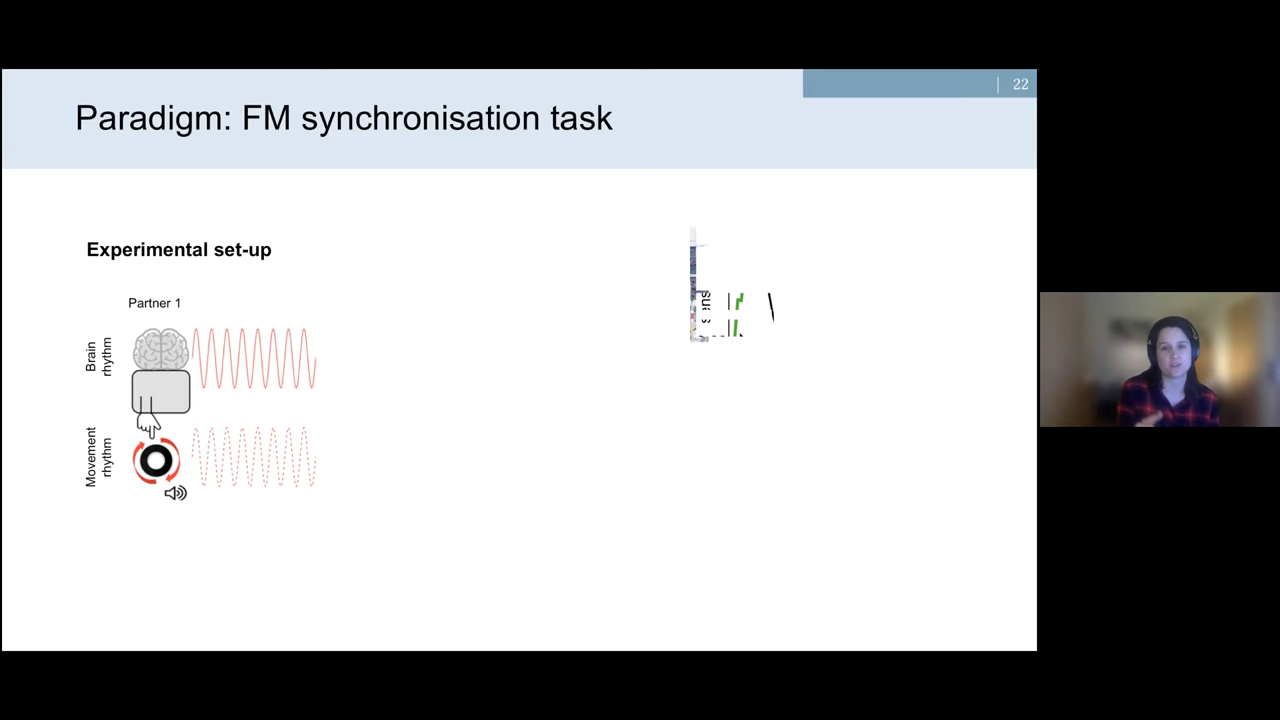 22
Paradigm: FM synchronisation task
Experimental set-up
Partner 1
Brain
rhythm
Movement
rhythm